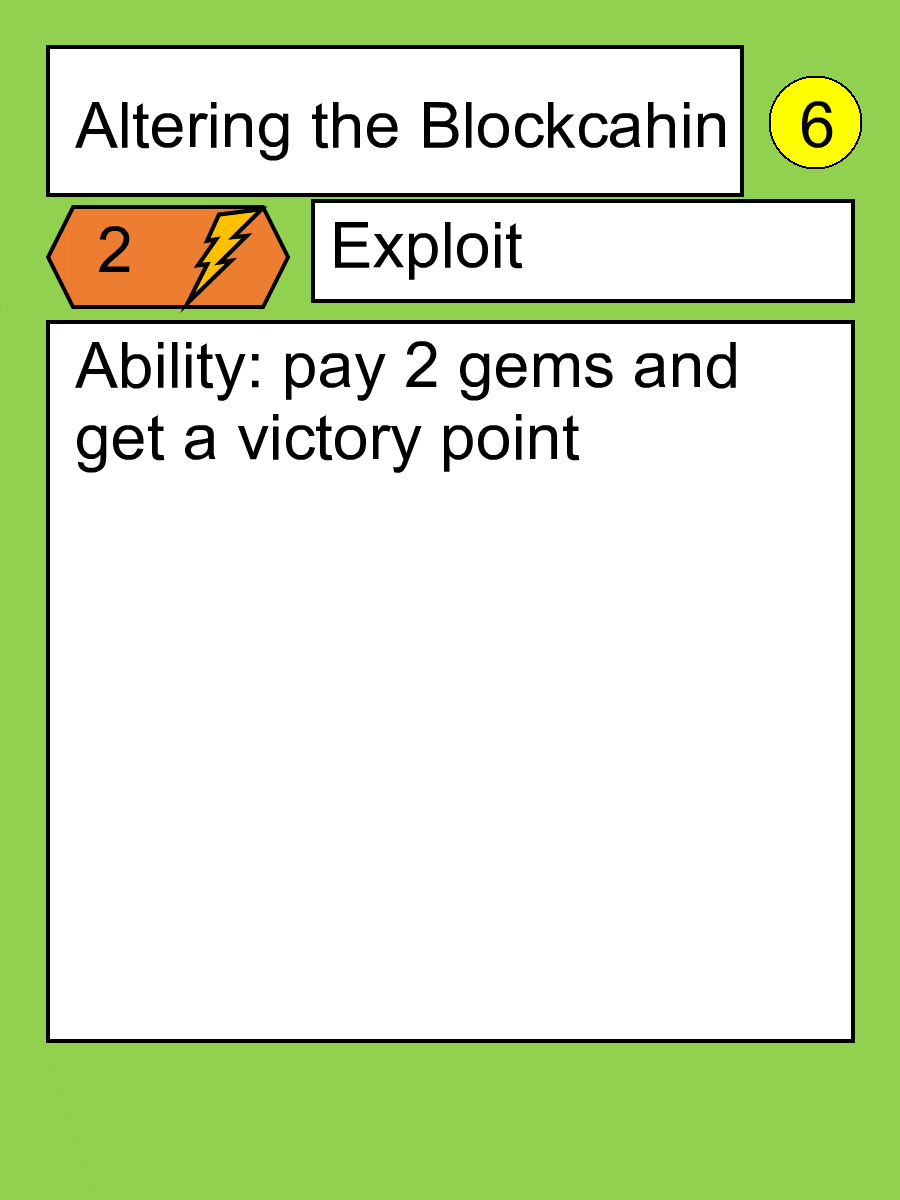 Altering the Blockcahin
6
2
Exploit
Ability: pay 2 gems and
get a victory point